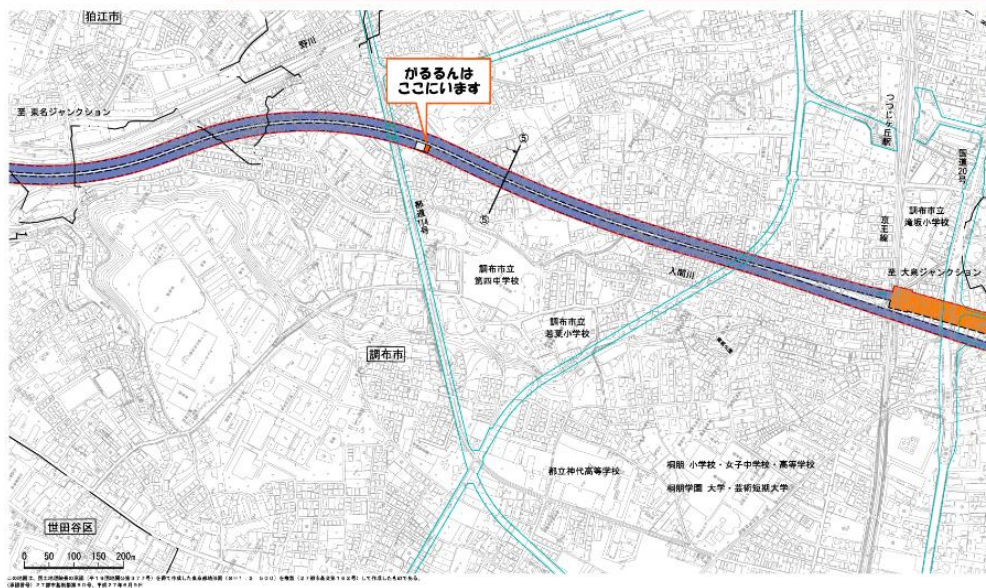 狛江市
野川
がるるんは
ここにいます
至 東名ジャンクション
⑤
⑤
都道114号
つつじヶ丘駅
国道20号
調布市立
滝坂小学校
京王線
調布市立
第四中学校
入間川
至 大泉ジャンクション
調布市立
若葉小学校
調布市
都立神代高等学校
桐朋 小学校・女子中学校・高等学校
桐朋学園 大学・芸術短期大学
世田谷区
0 50 100 150 200m